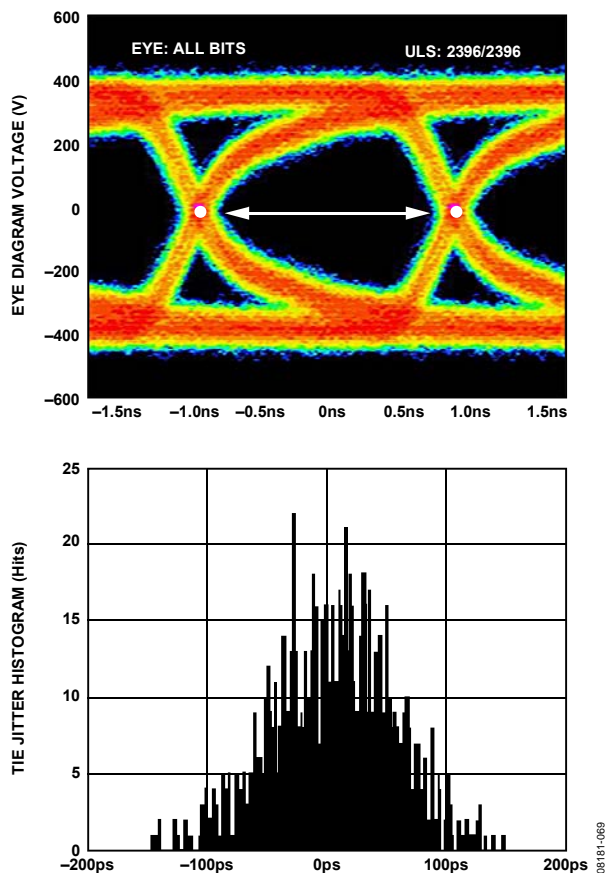 600
EYE: ALL BITS
ULS: 2396/2396
400
200
0
–200
–400
–600
EYE DIAGRAM VOLTAGE (V)
–1.5ns –1.0ns –0.5ns 0ns 0.5ns 1.0ns 1.5ns
25
20
15
10
5
0
TIE JITTER HISTOGRAM (Hits)
–200ps –100ps 0ps 100ps 200ps
08181-069